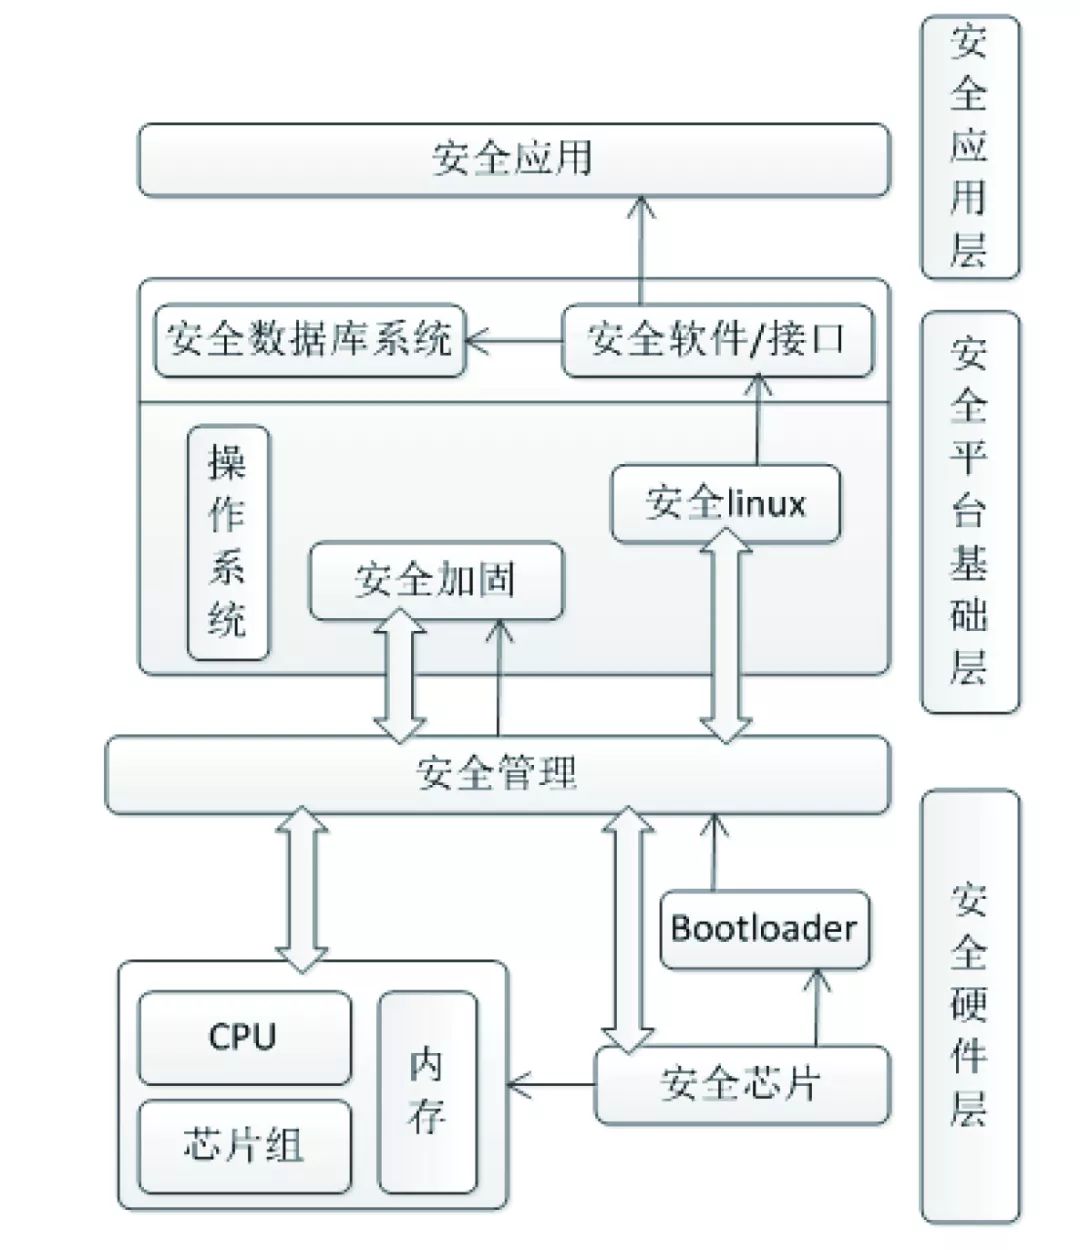 安全应用层
安全应用
安全数据库系统
安全软件/接口
安全平台基础层
操作系统
安全linux
安全加固
安全管理
安全硬件层
Bootloader
CPU
内存
安全芯片
芯片组